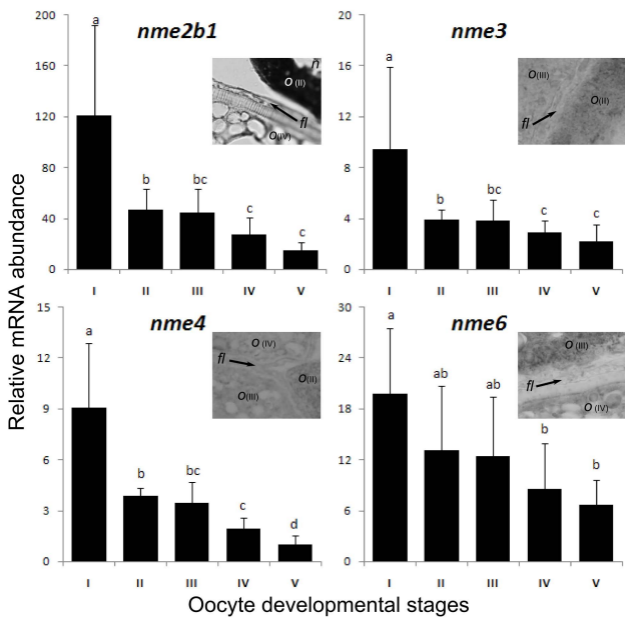 Relative mRNA abundance
nme2b1
200
160
120
80
40
0
a
b
bc
c
c
I II III IV V
n
O (II)
fl
O(IV)
nme3
20
16
12
8
4
0
a
b
bc
c
c
I II III IV V
O(III)
O(II)
fl
nme4
15
12
9
6
3
0
a
b
bc
c
d
I II III IV V
O (IV)
fl
O(II)
O(III)
nme6
30
24
18
12
6
0
a
ab
ab
b
b
I II III IV V
O (III)
fl
O (IV)
Oocyte developmental stages